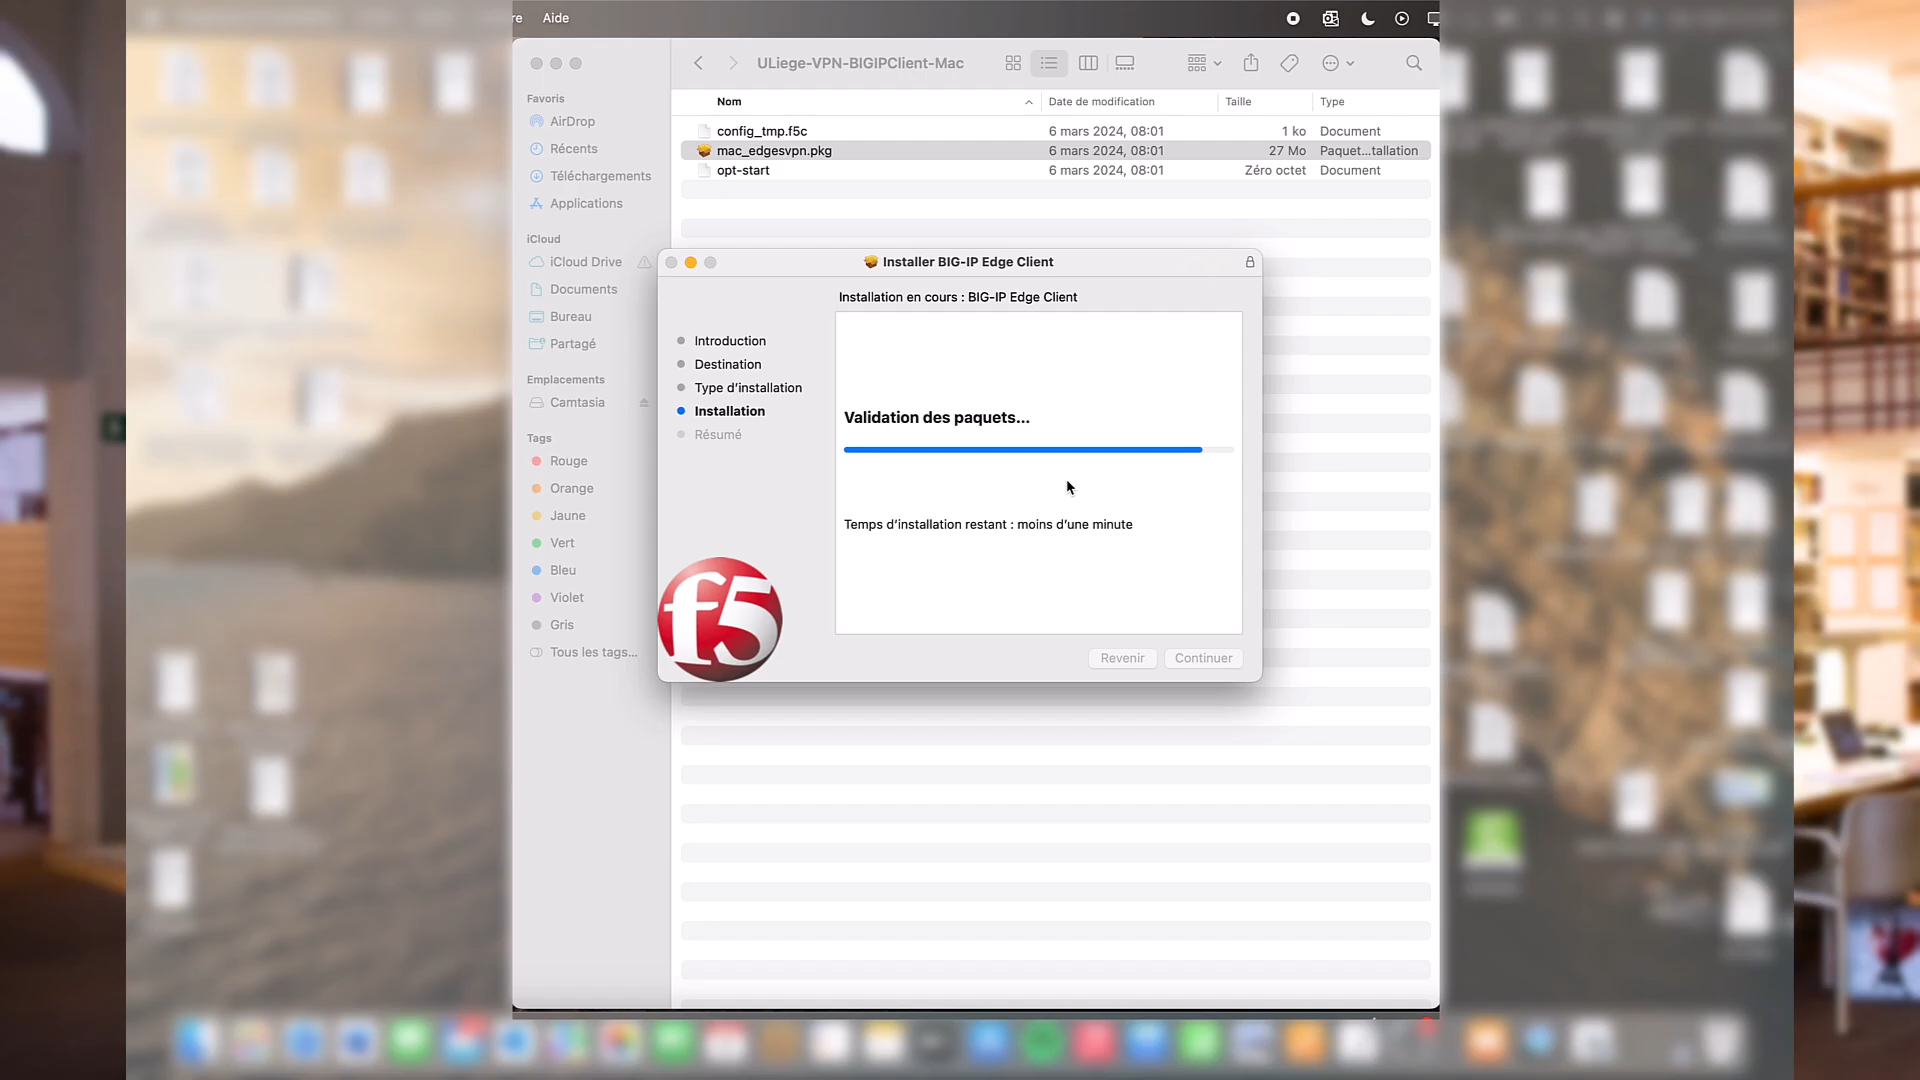 re Aide
ULiege-VPN-BIGIPClient-Mac
Favoris
AirDrop
Récents
Téléchargements
Applications
iCloud
iCloud Drive
Documents
Bureau
Partagé
Emplacements
Camtasia
Tags
Rouge
Orange
Jaune
Vert
Bleu
Violet
Gris
Tous les tags...
Nom Date de modification Taille Type
config_tmp.f5c 6 mars 2024, 08:01 1 ko Document
mac_edgesvpn.pkg 6 mars 2024, 08:01 27 Mo Paquet...tallation
opt-start 6 mars 2024, 08:01 Zéro octet Document
Installer BIG-IP Edge Client
Installation en cours : BIG-IP Edge Client
Introduction
Destination
Type d'installation
Installation
Résumé
Validation des paquets...
Temps d'installation restant : moins d'une minute
f5
Revenir Continuer